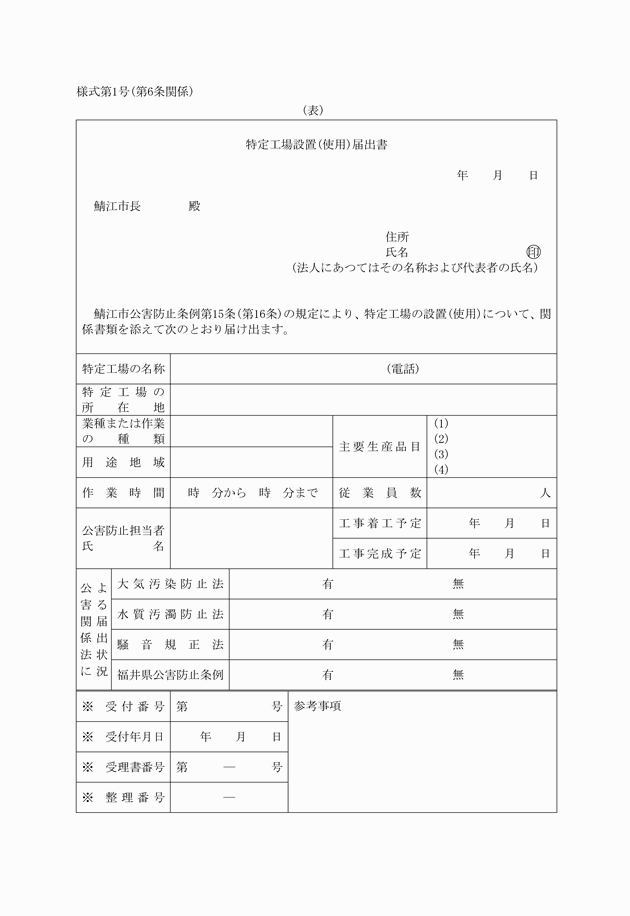 様式第1号(第6条関係)
(表)
特定工場設置(使用)届出書
年　月　日
鯖江市長　殿
住所
氏名　㊞
(法人にあつてはその名称および代表者の氏名)
鯖江市公害防止条例第15条(第16条)の規定により、特定工場の設置(使用)について、関
係書類を添えて次のとおり届け出ます。
特定工場の名称　(電話)
特定工場の
所在地
業種または作業
の種類
用途地域
主要生産品目
(1)
(2)
(3)
(4)
作業時間　時　分から　時　分まで　従業員数　人
公害防止担当者
氏名
工事着工予定　年　月　日
工事完成予定　年　月　日
公害関係法に
よる届出状況
大気汚染防止法　有　無
水質汚濁防止法　有　無
騒音規正法　有　無
福井県公害防止条例　有　無
※　受付番号　第　号　参考事項
※　受付年月日　年　月　日
※　受理書番号　第　―　号
※　整理番号　―